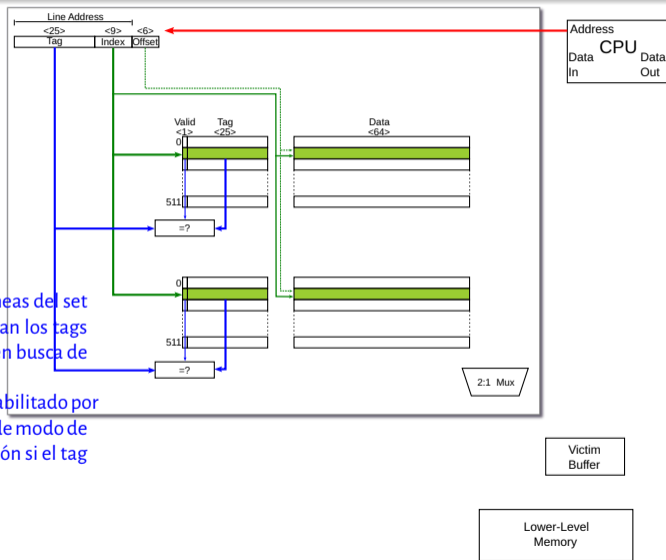 Line Address
<25> <9> <6>
Tag Index Offset
Address
CPU
Data Data
In Out
Valid Tag Data
<1> <25> <64>
0
511
=?
0
511
=?
2:1 Mux
eas del set
an los tags
n busca de
abilitado por
de modo de
ón si el tag
Victim
Buffer
Lower-Level
Memory